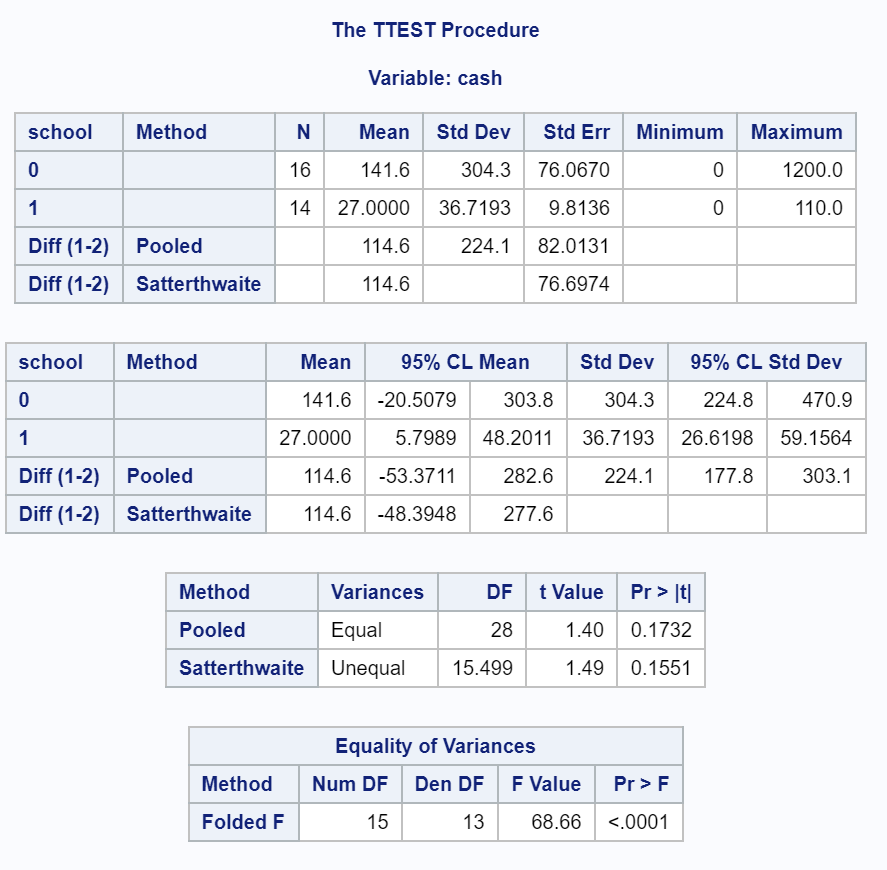 The TTEST Procedure
Variable: cash
school Method N Mean Std Dev Std Err Minimum Maximum
0 16 141.6 304.3 76.0670 0 1200.0
1 14 27.0000 36.7193 9.8136 0 110.0
Diff (1-2) Pooled 114.6 224.1 82.0131
Diff (1-2) Satterthwaite 114.6 76.6974
school Method Mean 95% CL Mean Std Dev 95% CL Std Dev
0 141.6 -20.5079 303.8 304.3 224.8 470.9
1 27.0000 5.7989 48.2011 36.7193 26.6198 59.1564
Diff (1-2) Pooled 114.6 -53.3711 282.6 224.1 177.8 303.1
Diff (1-2) Satterthwaite 114.6 -48.3948 277.6
Method Variances DF t Value Pr > |t|
Pooled Equal 28 1.40 0.1732
Satterthwaite Unequal 15.499 1.49 0.1551
Equality of Variances
Method Num DF Den DF F Value Pr > F
Folded F 15 13 68.66 <.0001